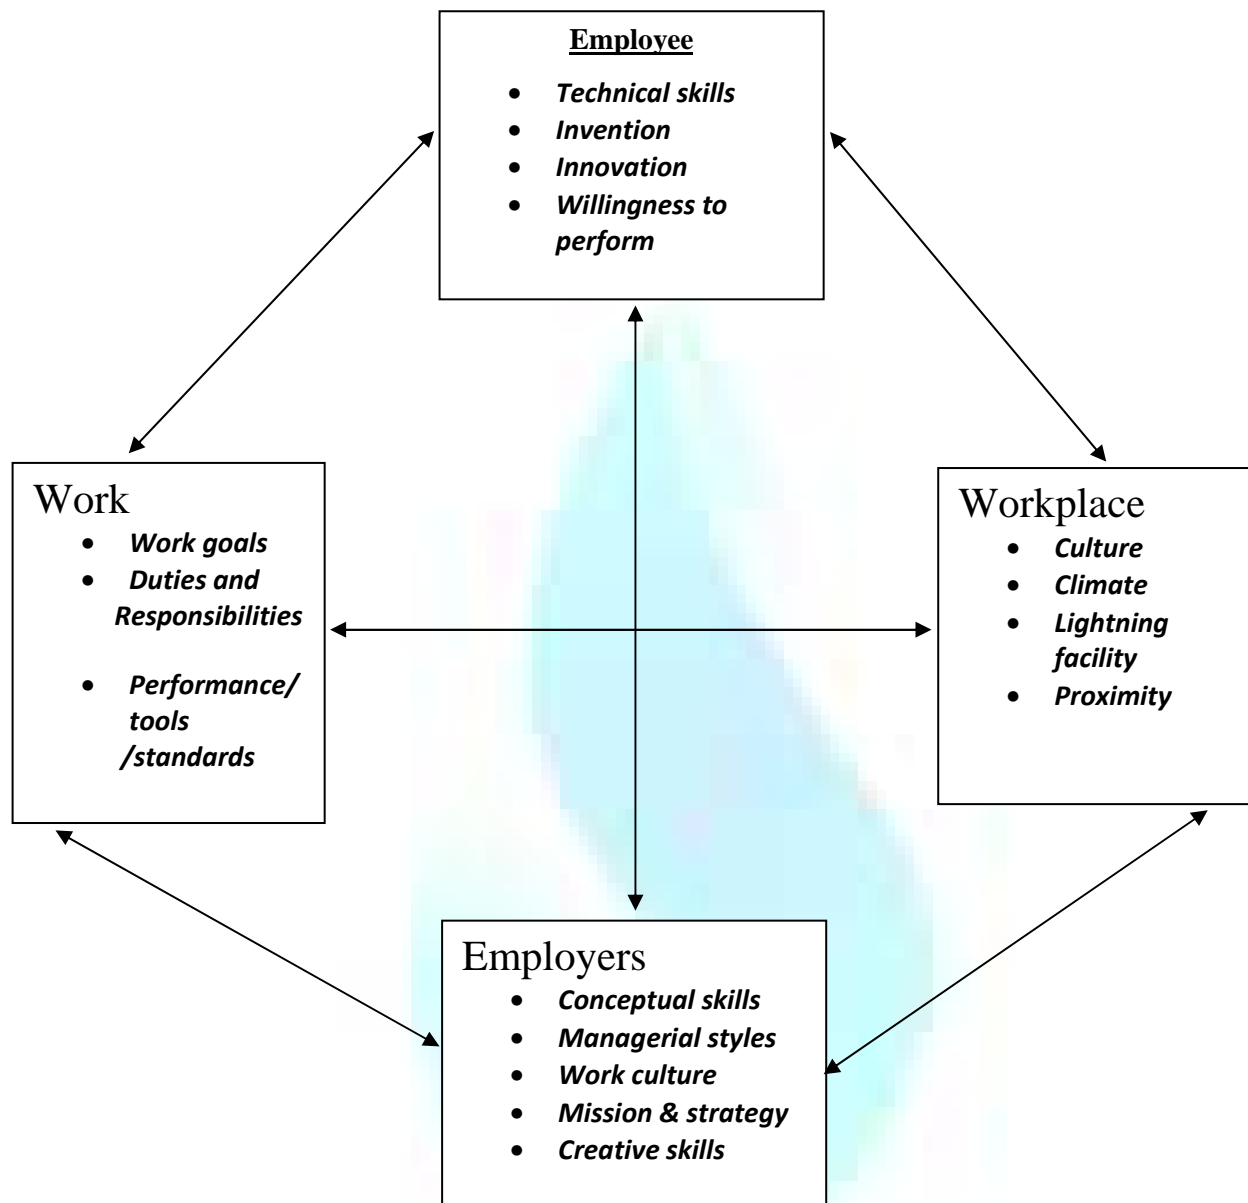 Employee
• Technical skills
• Invention
• Innovation
• Willingness to
perform
Work
• Work goals
• Duties and
Responsibilities
• Performance/
tools
/standards
Workplace
• Culture
• Climate
• Lightning
facility
• Proximity
Employers
• Conceptual skills
• Managerial styles
• Work culture
• Mission & strategy
• Creative skills